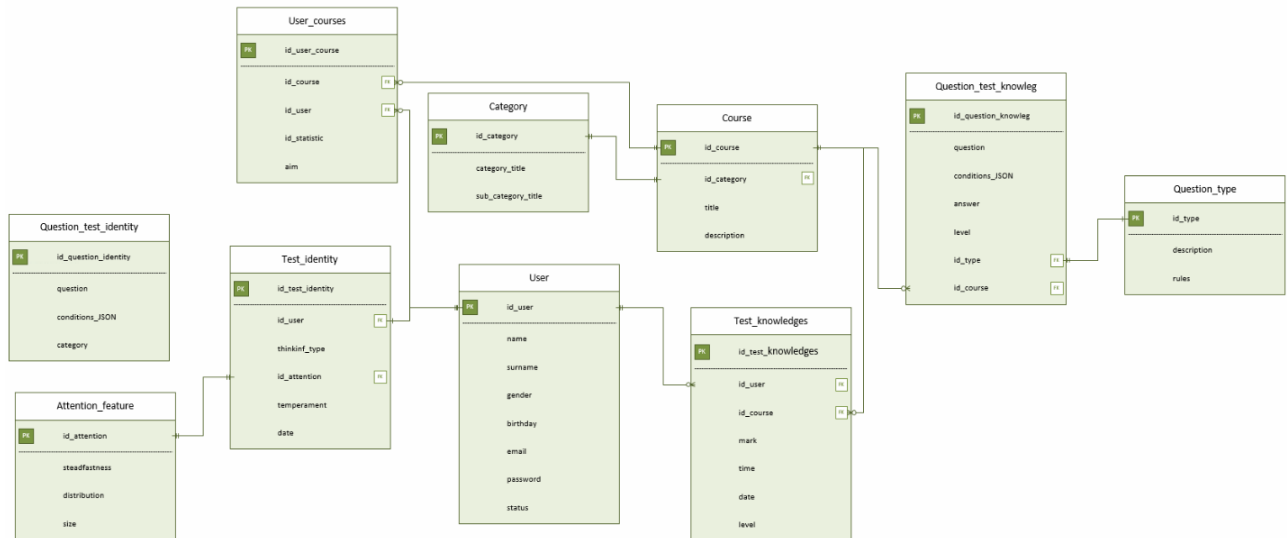 User_courses
PK id_user_course
id_course FK
id_user FK
id_statistic
aim
Category
PK id_category
category_title
sub_category_title
Course
PK id_course
id_category FK
title
description
Question_test_knowleg
PK id_question_knowleg
question
conditions_JSON
answer
level
id_type FK
id_course FK
Question_type
PK id_type
description
rules
Question_test_identity
PK id_question_identity
question
conditions_JSON
category
Test_identity
PK id_test_identity
id_user FK
thinkinf_type
id_attention FK
temperament
date
User
PK id_user
name
surname
gender
birthday
email
password
status
Test_knowledges
PK id_test_knowledges
id_user FK
id_course FK
mark
time
date
level
Attention_feature
PK id_attention
steadfastness
distribution
size